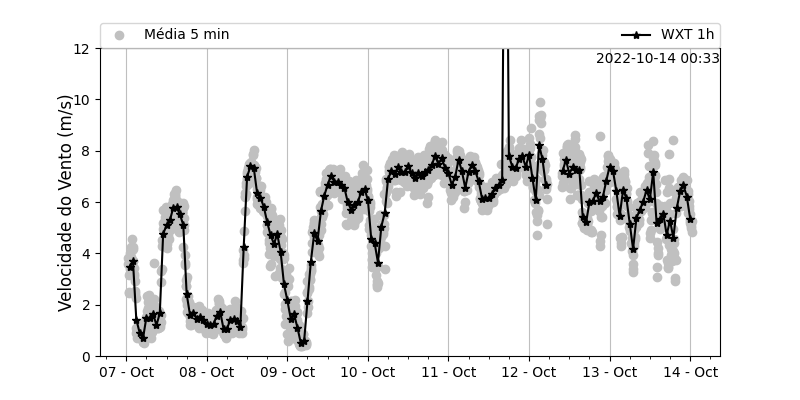 Média 5 min
WXT 1h
2022-10-14 00:33
Velocidade do Vento (m/s)
12
10
8
6
4
2
0
07 - Oct 08 - Oct 09 - Oct 10 - Oct 11 - Oct 12 - Oct 13 - Oct 14 - Oct